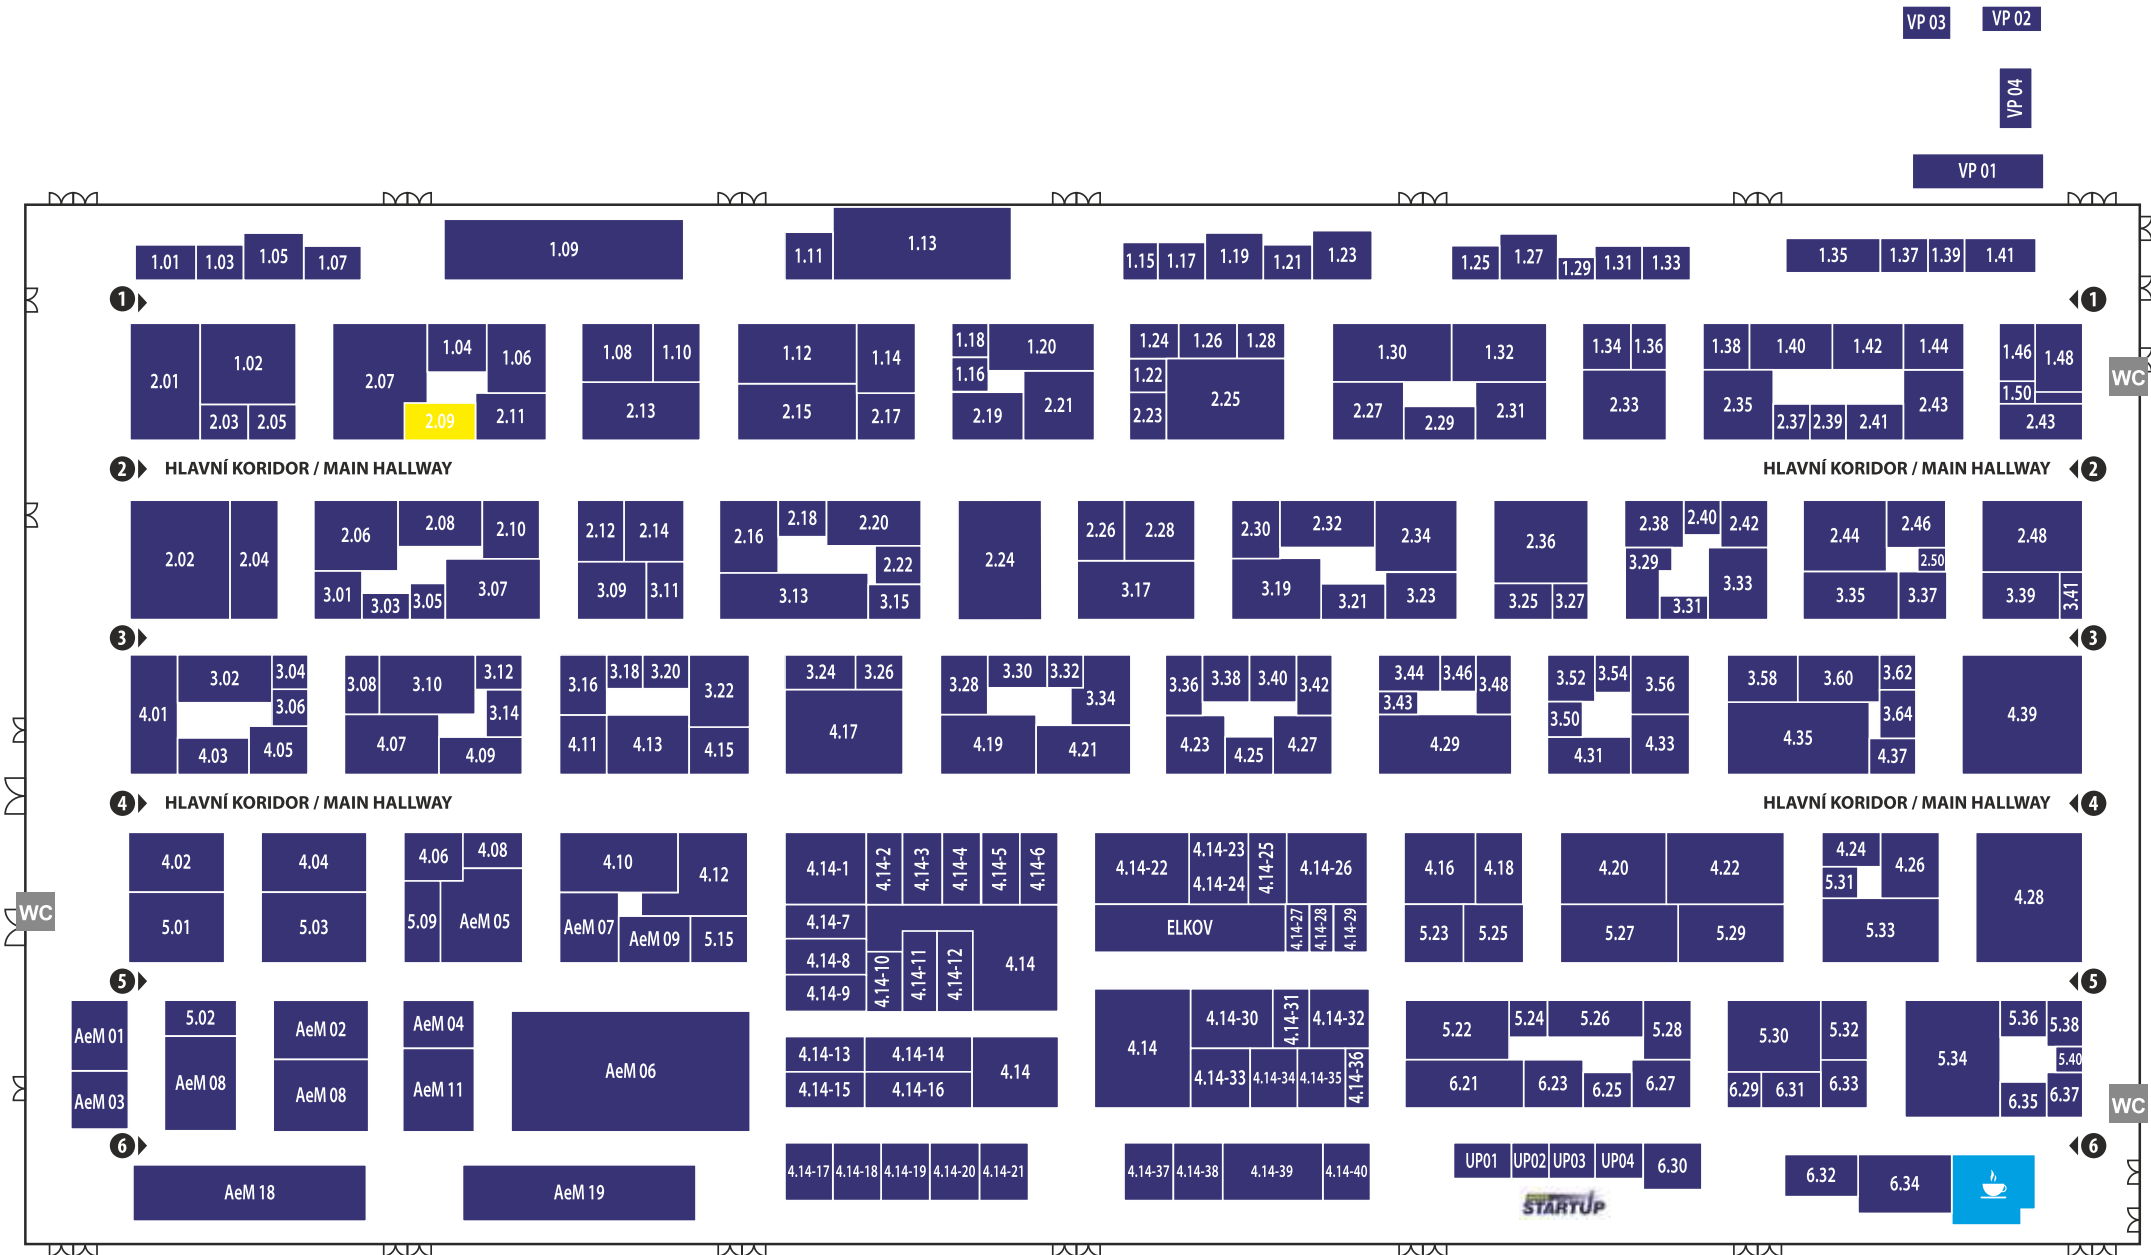 VP 03 VP 02
VP 04
VP 01
1.01 1.03 1.05 1.07 1.09 1.11 1.13 1.15 1.17 1.19 1.21 1.23 1.25 1.27 1.29 1.31 1.33 1.35 1.37 1.39 1.41
1 1
2.01 1.02 2.07 1.04 1.06 1.08 1.10 1.12 1.14 1.18 1.20 1.24 1.26 1.28 1.30 1.32 1.34 1.36 1.38 1.40 1.42 1.44 1.46 1.48
1.16 1.22 1.50 WC
2.03 2.05 2.09 2.11 2.13 2.15 2.17 2.19 2.21 2.23 2.25 2.27 2.29 2.31 2.33 2.35 2.37 2.39 2.41 2.43 2.43
2 HLAVNÍ KORIDOR / MAIN HALLWAY HLAVNÍ KORIDOR / MAIN HALLWAY 2
2.02 2.04 2.06 2.08 2.10 2.12 2.14 2.16 2.18 2.20 2.22 2.24 2.26 2.28 2.30 2.32 2.34 2.36 2.38 2.40 2.42 2.44 2.46 2.50 2.48
3.01 3.03 3.05 3.07 3.09 3.11 3.13 3.15 3.17 3.19 3.21 3.23 3.25 3.27 3.29 3.31 3.33 3.35 3.37 3.39 3.41
3 3
4.01 3.02 3.04 3.06 3.08 3.10 3.12 3.14 3.16 3.18 3.20 3.22 3.24 3.26 3.28 3.30 3.32 3.34 3.36 3.38 3.40 3.42 3.44 3.46 3.48 3.43 3.52 3.54 3.56 3.50 3.58 3.60 3.62 3.64 4.39
4.03 4.05 4.07 4.09 4.11 4.13 4.15 4.17 4.19 4.21 4.23 4.25 4.27 4.29 4.31 4.33 4.35 4.37
4 HLAVNÍ KORIDOR / MAIN HALLWAY HLAVNÍ KORIDOR / MAIN HALLWAY 4
4.02 4.04 4.06 4.08 4.10 4.12 4.14-1 4.14-2 4.14-3 4.14-4 4.14-5 4.14-6 4.14-22 4.14-23 4.14-24 4.14-25 4.14-26 4.16 4.18 4.20 4.22 4.24 4.26 4.28
WC 5.01 5.03 5.09 AeM 05 AeM 07 AeM 09 5.15 4.14-7 ELKOV 4.14-27 4.14-28 4.14-29 5.23 5.25 5.27 5.29 5.31 5.33
4.14-8 4.14-10 4.14-11 4.14-12 4.14
4.14-9
5 5
AeM 01 5.02 AeM 02 AeM 04 AeM 06 4.14 4.14-30 4.14-31 4.14-32 5.22 5.24 5.26 5.28 5.30 5.32 5.34 5.36 5.38
4.14-13 4.14-14 4.14 5.40
AeM 03 AeM 08 AeM 08 AeM 11 4.14-15 4.14-16 4.14-33 4.14-34 4.14-35 4.14-36 6.21 6.23 6.25 6.27 6.29 6.31 6.33 6.35 6.37 WC
6 6
AeM 18 AeM 19 4.14-17 4.14-18 4.14-19 4.14-20 4.14-21 4.14-37 4.14-38 4.14-39 4.14-40 UP01 UP02 UP03 UP04 6.30 6.32 6.34
STARTUP